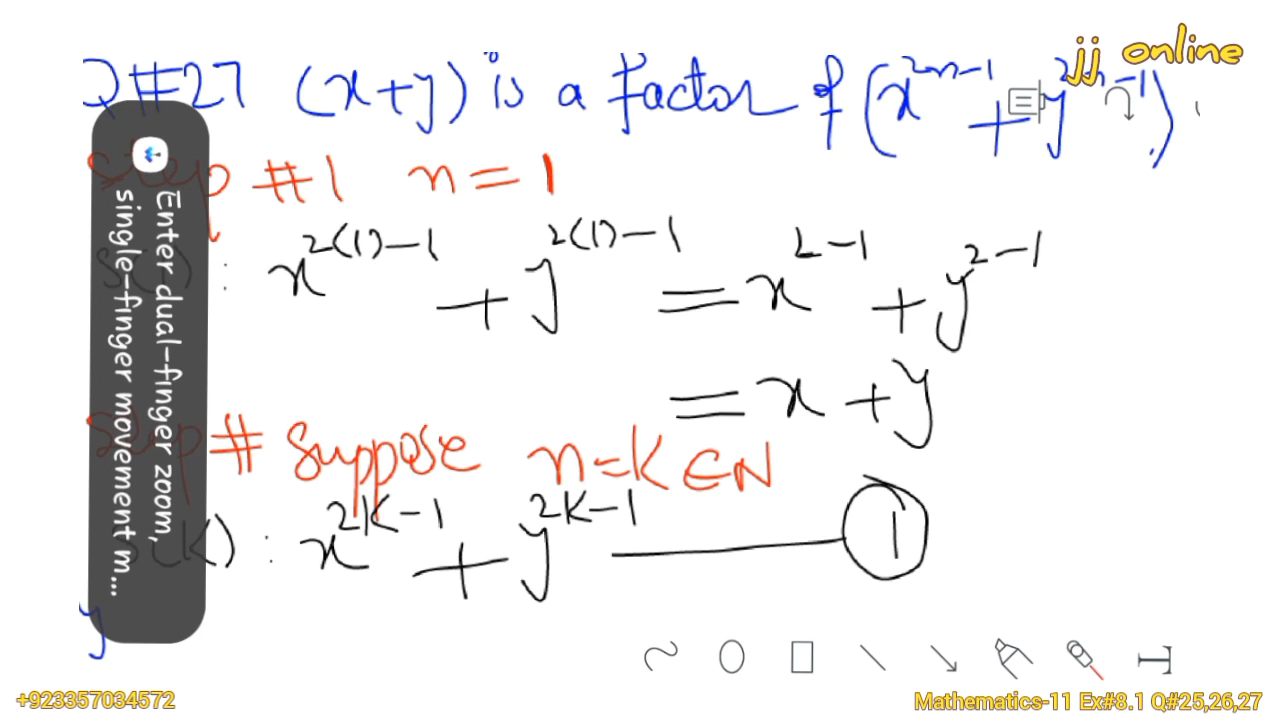 jj online
Q#27 (x+y) is a factor of (x^{2n-1} + y^{2n-1})
Step #1 n=1
S(1) : x^{2(1)-1} + y^{2(1)-1} = x^{2-1} + y^{2-1}
= x + y
Step # Suppose n=K∈N
S(K) : x^{2K-1} + y^{2K-1} ——— ①
y
Enter dual-finger zoom,
single-finger movement m...
+923357034572
Mathematics-11 Ex#8.1 Q#25,26,27